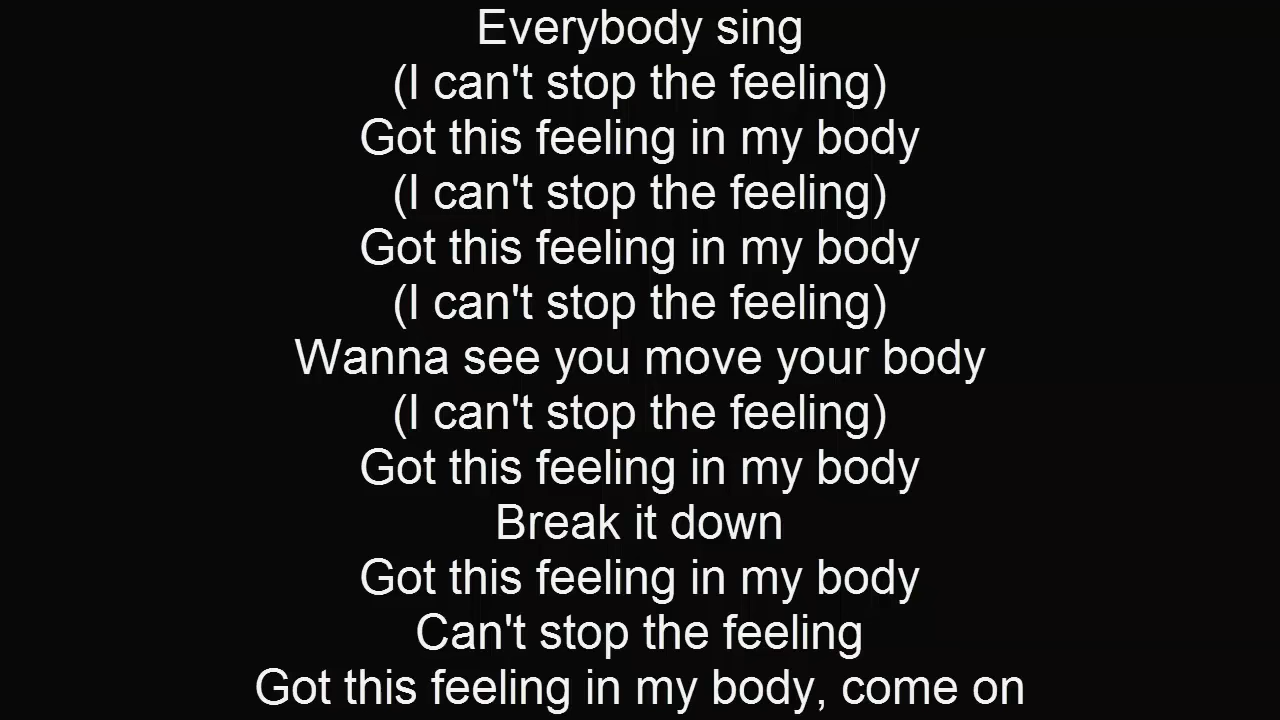 Everybody sing
(I can't stop the feeling)
Got this feeling in my body
(I can't stop the feeling)
Got this feeling in my body
(I can't stop the feeling)
Wanna see you move your body
(I can't stop the feeling)
Got this feeling in my body
Break it down
Got this feeling in my body
Can't stop the feeling
Got this feeling in my body, come on